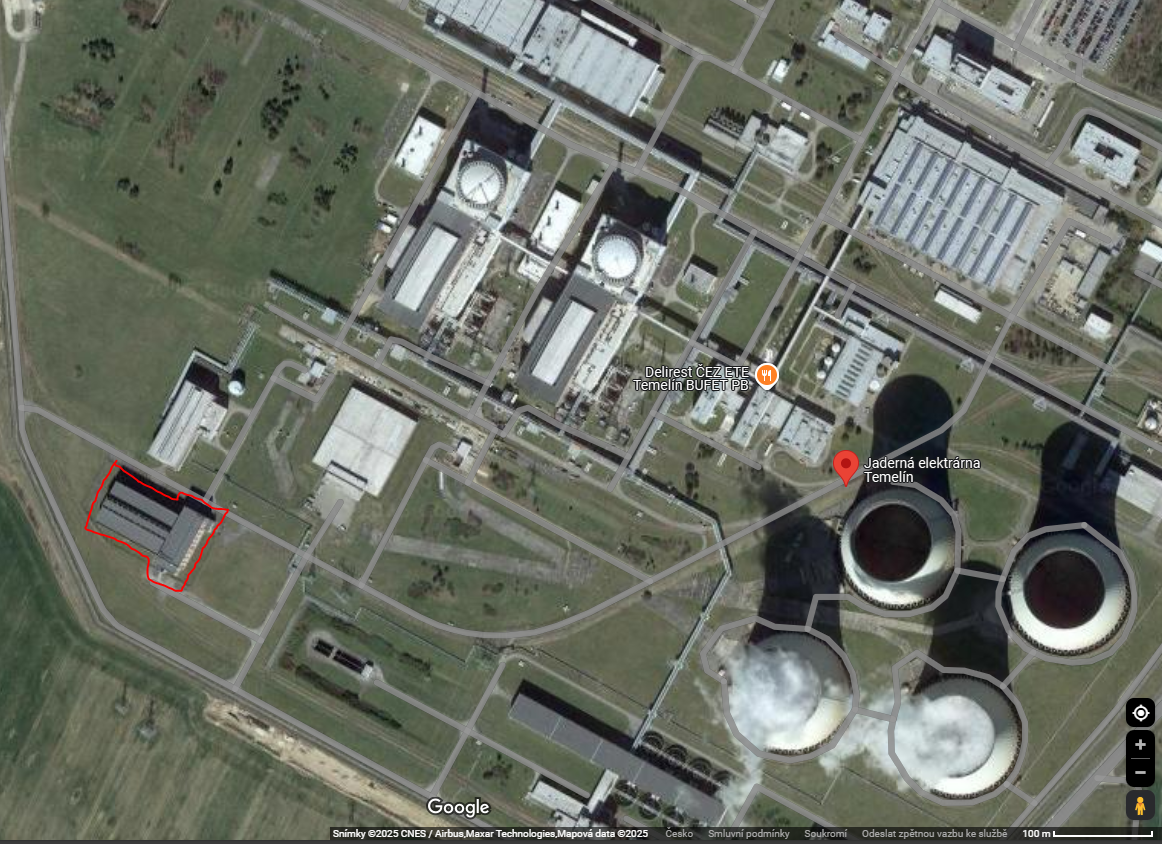 Delirest ČEZ ETE
Temelín BUFET PB
Jaderná elektrárna
Temelín
Google
Snímky ©2025 CNES / Airbus,Maxar Technologies,Mapová data ©2025 Česko Smluvní podmínky Soukromí Odeslat zpětnou vazbu ke službě 100 m